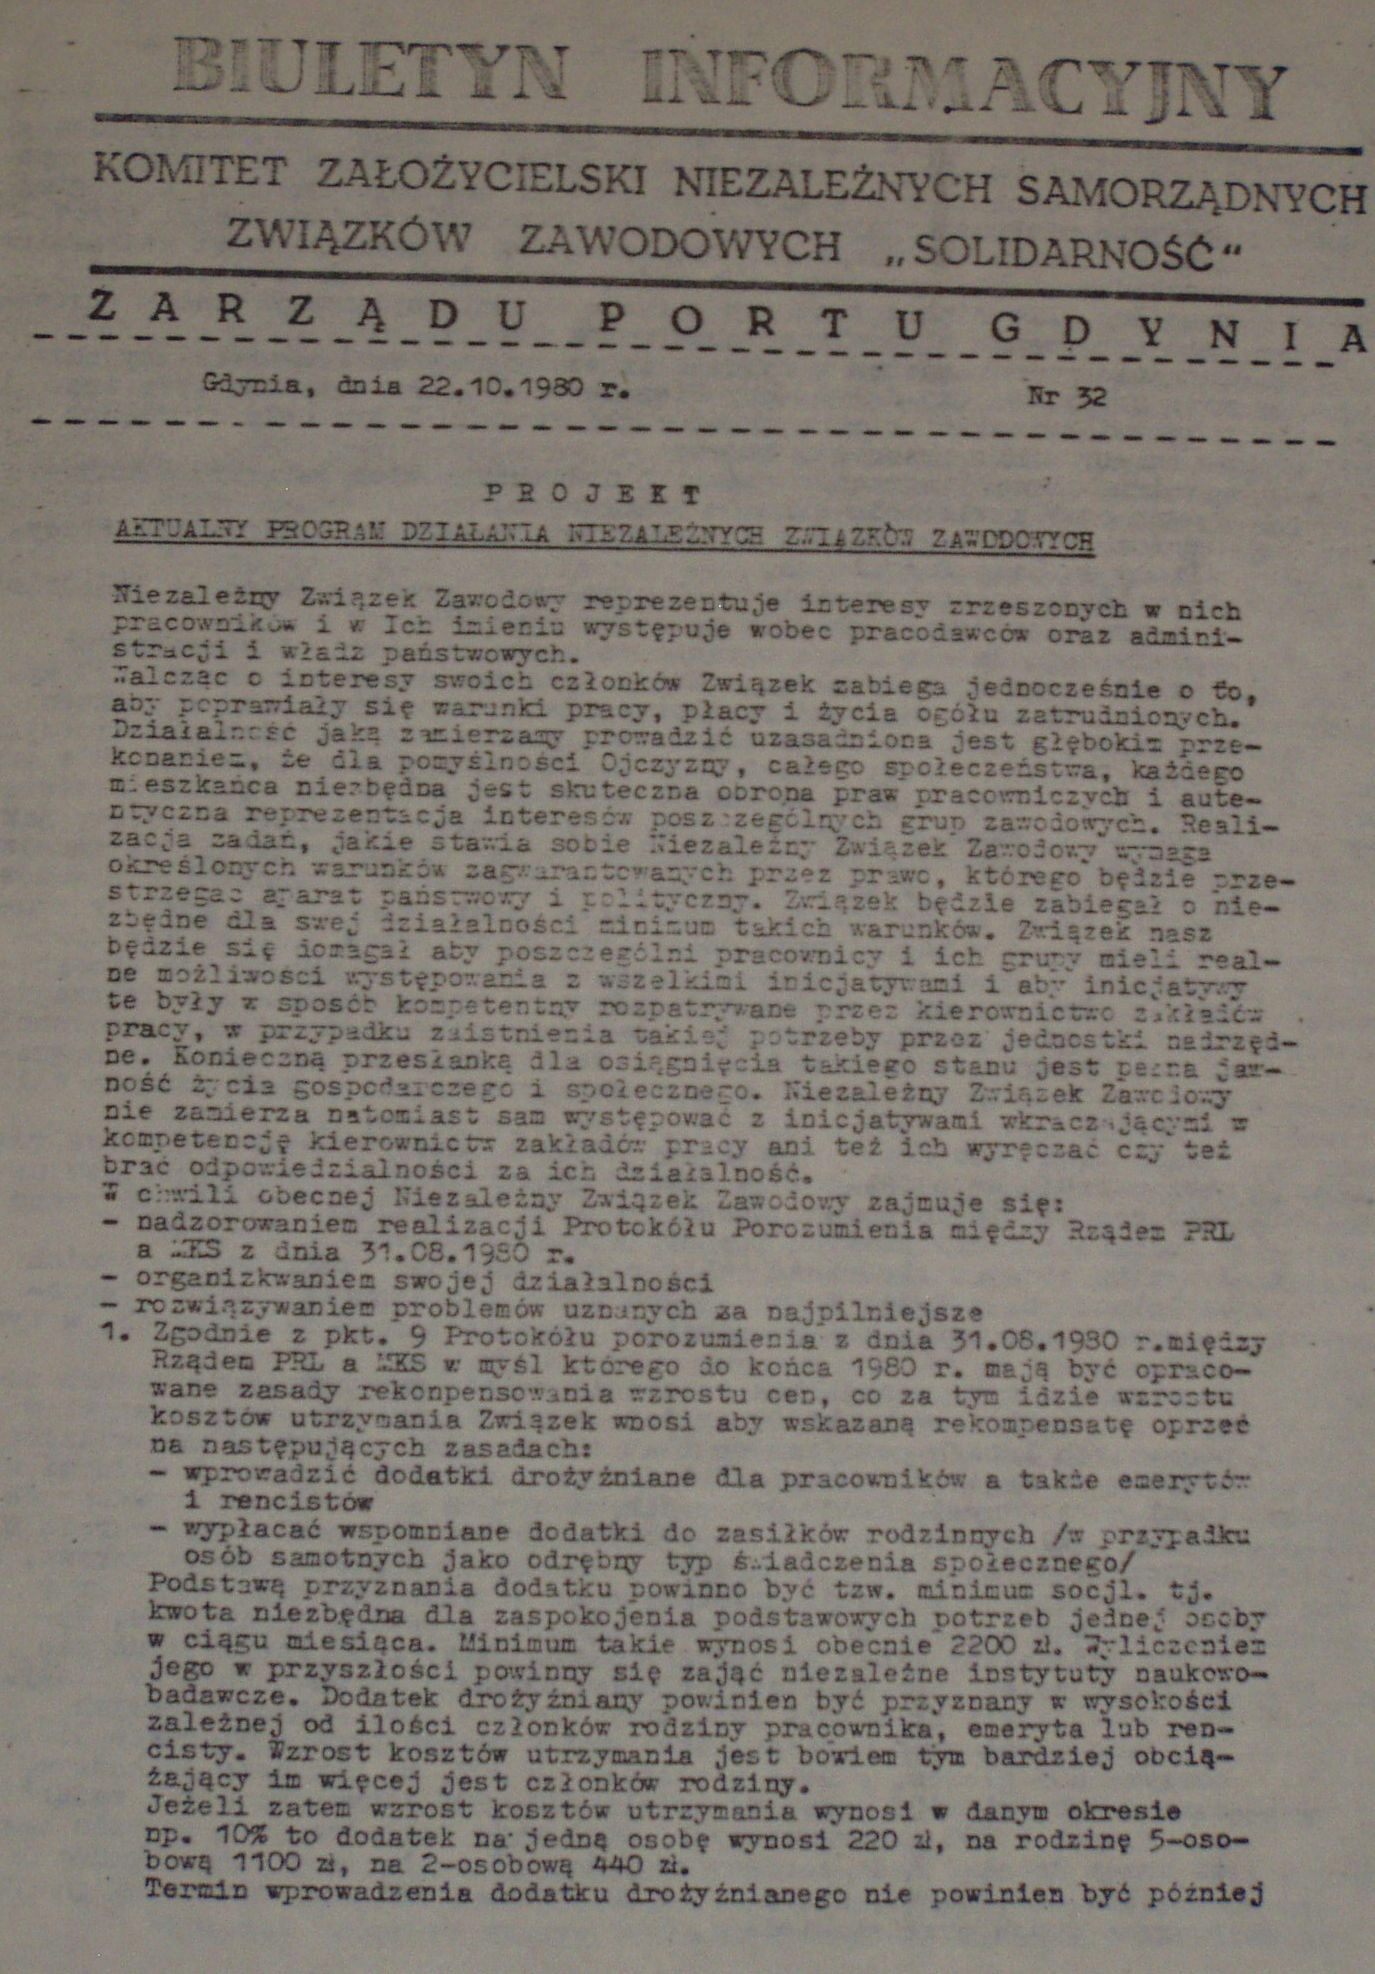 BIULETYN INFORMACYJNY
KOMITET ZAŁOŻYCIELSKI NIEZALEŻNYCH SAMORZĄDNYCH
ZWIĄZKÓW ZAWODOWYCH „SOLIDARNOŚĆ“
ZARZĄDU PORTU GDYNIA
Gdynia, dnia 22.10.1980 r. Nr 32
PROJEKT
AKTUALNY PROGRAM DZIAŁANIA NIEZALEŻNYCH ZWIĄZKÓW ZAWODOWYCH
Niezależny Związek Zawodowy reprezentuje interesy zrzeszonych w nich
pracowników i w Ich imieniu występuje wobec pracodawców oraz admini-
stracji i władz państwowych.
Walcząc o interesy swoich członków Związek zabiega jednocześnie o to,
aby poprawiały się warunki pracy, płacy i życia ogółu zatrudnionych.
Działalność jaką zamierzamy prowadzić uzasadniona jest głębokim prze-
konaniem, że dla pomyślności Ojczyzny, całego społeczeństwa, każdego
mieszkańca niezbędna jest skuteczna obrona praw pracowniczych i aute-
ntyczna reprezentacja interesów poszczególnych grup zawodowych. Reali-
zacja zadań, jakie stawia sobie Niezależny Związek Zawodowy wymaga
określonych warunków zagwarantowanych przez prawo, którego będzie prze-
strzegać aparat państwowy i polityczny. Związek będzie zabiegał o nie-
zbędne dla swej działalności minimum takich warunków. Związek nasz
będzie się domagał aby poszczególni pracownicy i ich grupy mieli real-
ne możliwości występowania z wszelkimi inicjatywami i aby inicjatywy
te były w sposób kompetentny rozpatrywane przez kierownictwo zakładów
pracy, w przypadku zaistnienia takiej potrzeby przez jednostki nadrzęd-
ne. Konieczną przesłanką dla osiągnięcia takiego stanu jest pełna jaw-
ność życia gospodarczego i społecznego. Niezależny Związek Zawodowy
nie zamierza natomiast sam występować z inicjatywami wkraczającymi w
kompetencję kierownictw zakładów pracy ani też ich wyręczać czy też
brać odpowiedzialności za ich działalność.
W chwili obecnej Niezależny Związek Zawodowy zajmuje się:
- nadzorowaniem realizacji Protokółu Porozumienia między Rządem PRL
a MKS z dnia 31.08.1980 r.
- organizkwaniem swojej działalności
- rozwiązywaniem problemów uznanych za najpilniejsze
1. Zgodnie z pkt. 9 Protokółu porozumienia z dnia 31.08.1980 r.między
Rządem PRL a MKS w myśl którego do końca 1980 r. mają być opraco-
wane zasady rekonpensowania wzrostu cen, co za tym idzie wzrostu
kosztów utrzymania Związek wnosi aby wskazaną rekompensatę oprzeć
na następujących zasadach:
- wprowadzić dodatki drożyźniane dla pracowników a także emerytów
i rencistów
- wypłacać wspomniane dodatki do zasiłków rodzinnych /w przypadku
osób samotnych jako odrębny typ świadczenia społecznego/
Podstawą przyznania dodatku powinno być tzw. minimum socjl. tj.
kwota niezbędna dla zaspokojenia podstawowych potrzeb jednej osoby
w ciągu miesiąca. Minimum takie wynosi obecnie 2200 zł. Wyliczeniem
jego w przyszłości powinny się zająć niezależne instytuty naukowo-
badawcze. Dodatek drożyźniany powinien być przyznany w wysokości
zależnej od ilości członków rodziny pracownika, emeryta lub ren-
cisty. Wzrost kosztów utrzymania jest bowiem tym bardziej obcią-
żający im więcej jest członków rodziny.
Jeżeli zatem wzrost kosztów utrzymania wynosi w danym okresie
np. 10% to dodatek na jedną osobę wynosi 220 zł, na rodzinę 5-oso-
bową 1100 zł, na 2-osobową 440 zł.
Termin wprowadzenia dodatku drożyźnianego nie powinien być później